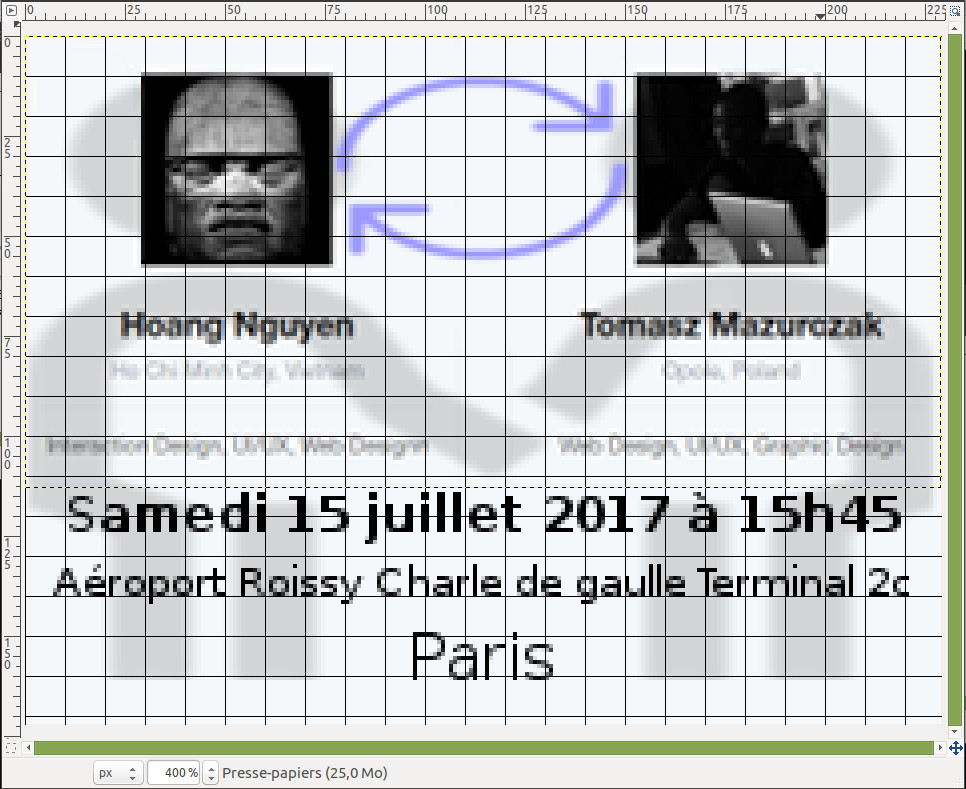 0 25 50 75 100 125 150 175 200 225
0
25
50
75
100
125
150
Hoang Nguyen Tomasz Mazurczak
Ho Chi Minh City, Vietnam Opole, Poland
Interaction Design, UI/UX, Web Designn Web Design, UI/UX, Graphic Design
Samedi 15 juillet 2017 à 15h45
Aéroport Roissy Charle de gaulle Terminal 2c
Paris
px 400 % Presse-papiers (25,0 Mo)